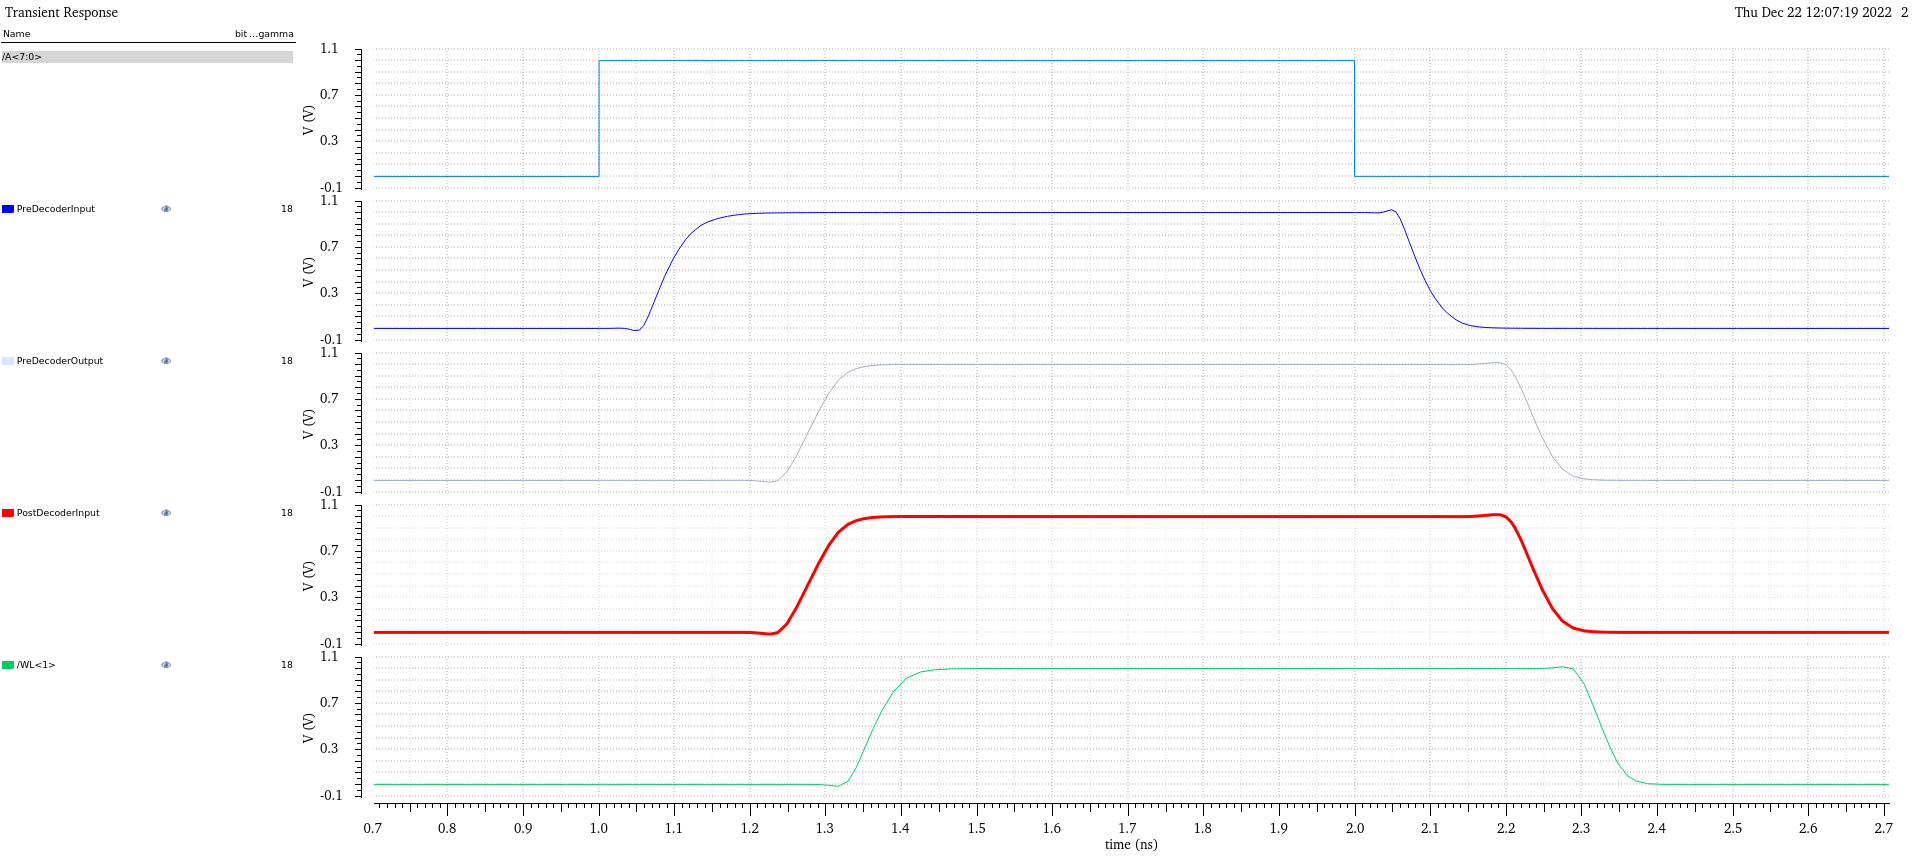 Transient Response
Thu Dec 22 12:07:19 2022 2
Name bit ...gamma
/A<7:0>
1.1
0.7
0.3
-0.1
V (V)
PreDecoderInput 18
1.1
0.7
0.3
-0.1
V (V)
PreDecoderOutput 18
1.1
0.7
0.3
-0.1
V (V)
PostDecoderInput 18
1.1
0.7
0.3
-0.1
V (V)
/WL<1> 18
1.1
0.7
0.3
-0.1
V (V)
0.7 0.8 0.9 1.0 1.1 1.2 1.3 1.4 1.5 1.6 1.7 1.8 1.9 2.0 2.1 2.2 2.3 2.4 2.5 2.6 2.7
time (ns)